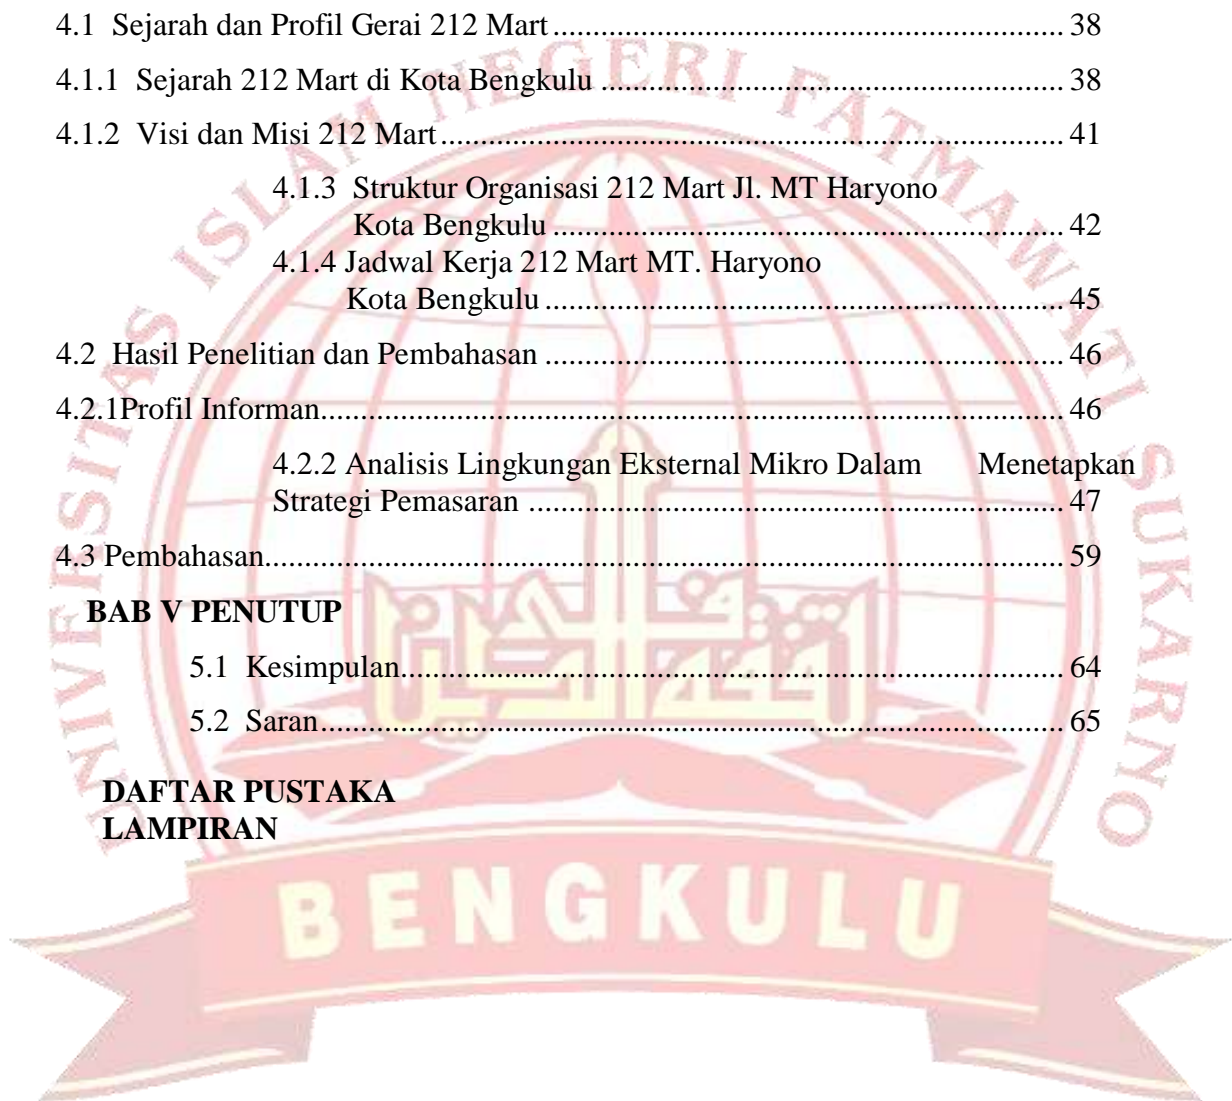 4.1 Sejarah dan Profil Gerai 212 Mart ................................................................ 38
4.1.1 Sejarah 212 Mart di Kota Bengkulu .......................................................... 38
4.1.2 Visi dan Misi 212 Mart .............................................................................. 41
4.1.3 Struktur Organisasi 212 Mart Jl. MT Haryono
Kota Bengkulu ................................................................ 42
4.1.4 Jadwal Kerja 212 Mart MT. Haryono
Kota Bengkulu ................................................................. 45
4.2 Hasil Penelitian dan Pembahasan ................................................................. 46
4.2.1Profil Informan............................................................................................. 46
4.2.2 Analisis Lingkungan Eksternal Mikro Dalam Menetapkan
Strategi Pemasaran ................................................................... 47
4.3 Pembahasan.................................................................................................... 59
BAB V PENUTUP
5.1 Kesimpulan................................................................................... 64
5.2 Saran............................................................................................. 65
DAFTAR PUSTAKA
LAMPIRAN
UNIVERSITAS ISLAM NEGERI FATMAWATI SUKARNO
BENGKULU